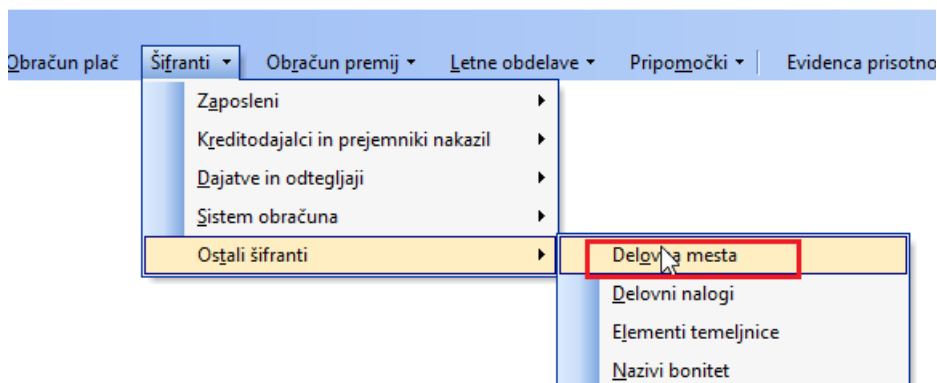 Obračun plač Šifranti Obračun premij Letne obdelave Pripomočki Evidenca prisotno
Zaposleni
Kreditodajalci in prejemniki nakazil
Dajatve in odtegljaji
Sistem obračuna
Ostali šifranti
Delovna mesta
Delovni nalogi
Elementi temeljnice
Nazivi bonitet